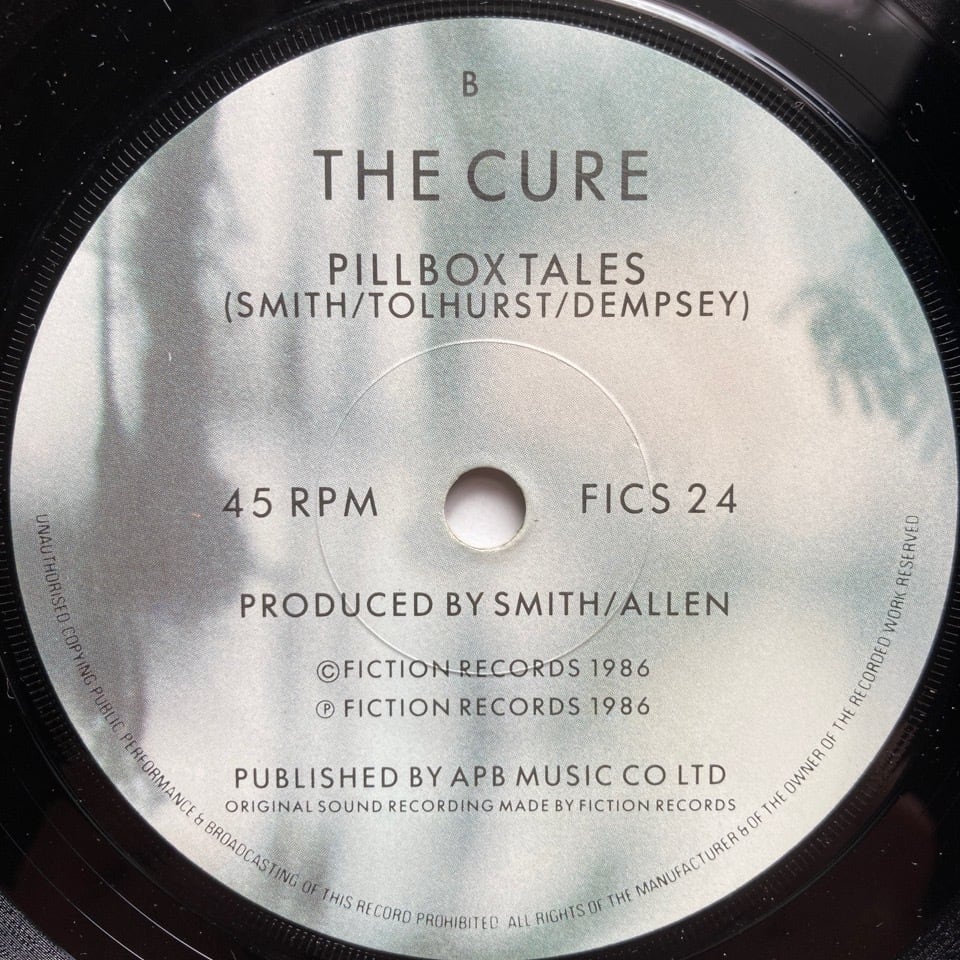 B
THE CURE
PILLBOX TALES
(SMITH/TOLHURST/DEMPSEY)
45 RPM
FICS 24
PRODUCED BY SMITH/ALLEN
©FICTION RECORDS 1986
℗ FICTION RECORDS 1986
PUBLISHED BY APB MUSIC CO LTD
ORIGINAL SOUND RECORDING MADE BY FICTION RECORDS
UNAUTHORISED COPYING PUBLIC PERFORMANCE & BROADCASTING OF THIS RECORD PROHIBITED ALL RIGHTS OF THE MANUFACTURER & OF THE OWNER OF THE RECORDED WORK RESERVED